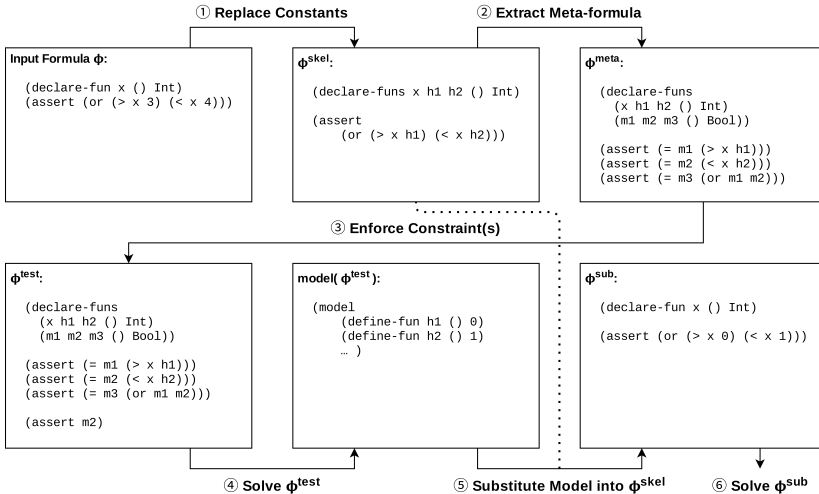 ① Replace Constants
② Extract Meta-formula
Input Formula ϕ:
(declare-fun x () Int)
(assert (or (> x 3) (< x 4)))
ϕskel:
(declare-funs x h1 h2 () Int)
(assert
(or (> x h1) (< x h2)))
ϕmeta:
(declare-funs
(x h1 h2 () Int)
(m1 m2 m3 () Bool))
(assert (= m1 (> x h1)))
(assert (= m2 (< x h2)))
(assert (= m3 (or m1 m2)))
③ Enforce Constraint(s)
ϕtest:
(declare-funs
(x h1 h2 () Int)
(m1 m2 m3 () Bool))
(assert (= m1 (> x h1)))
(assert (= m2 (< x h2)))
(assert (= m3 (or m1 m2)))
(assert m2)
model( ϕtest ):
(model
(define-fun h1 () 0)
(define-fun h2 () 1)
… )
ϕsub:
(declare-fun x () Int)
(assert (or (> x 0) (< x 1)))
④ Solve ϕtest
⑤ Substitute Model into ϕskel
⑥ Solve ϕsub